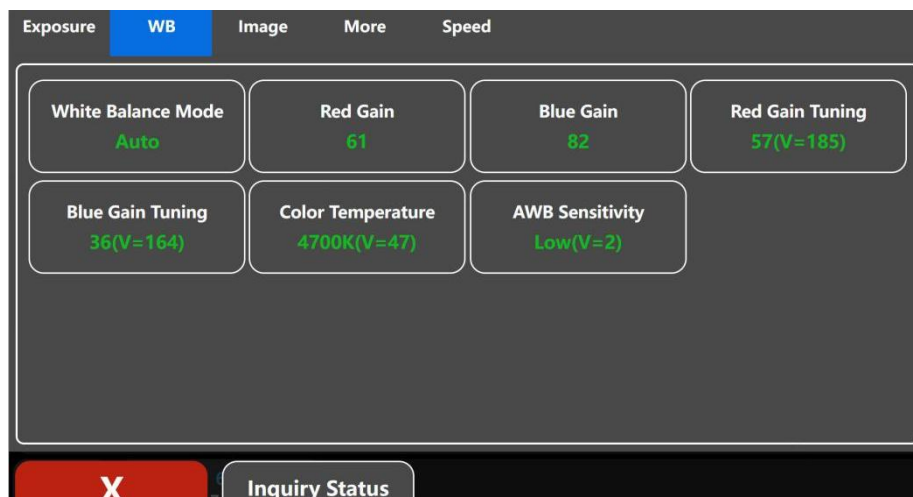 Exposure WB Image More Speed
White Balance Mode Red Gain Blue Gain Red Gain Tuning
Auto 61 82 57(V=185)
Blue Gain Tuning Color Temperature AWB Sensitivity
36(V=164) 4700K(V=47) Low(V=2)
X Inquiry Status